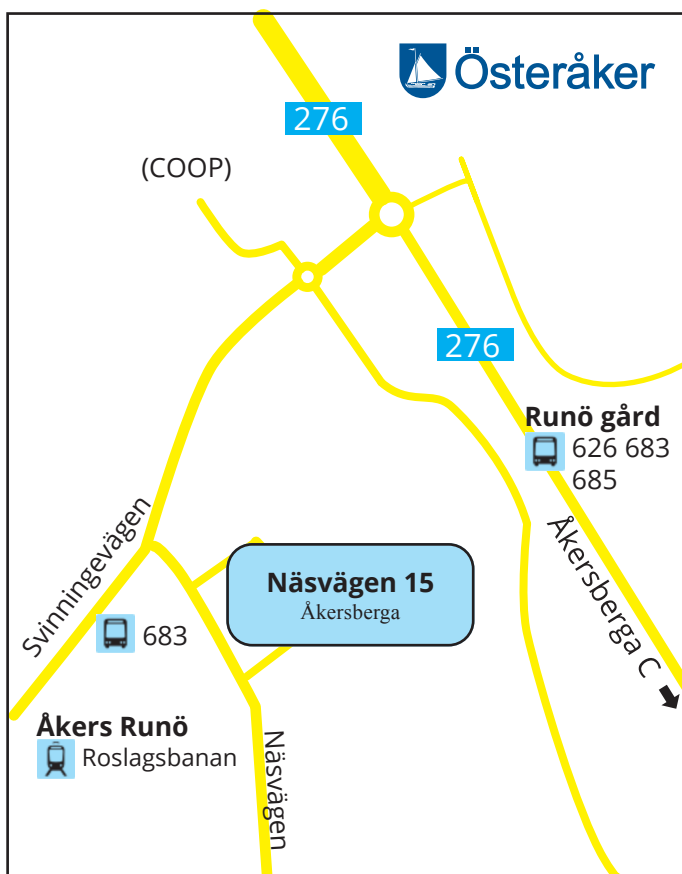 Österåker
276
(COOP)
276
Runö gård
626 683
685
Åkersberga C
Svinningevägen
Näsvägen 15
Åkersberga
683
Åkers Runö
Roslagsbanan
Näsvägen